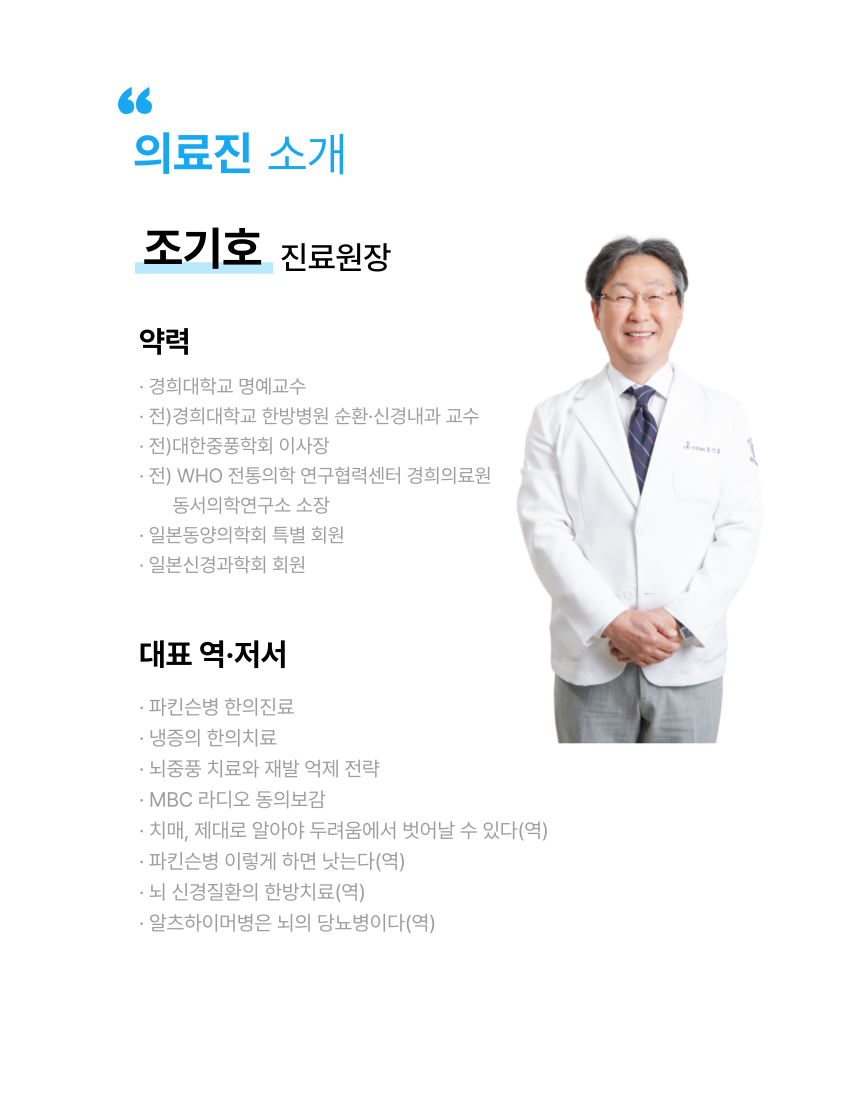 “
의료진 소개
조기호 진료원장
약력
· 경희대학교 명예교수
· 전)경희대학교 한방병원 순환·신경내과 교수
· 전)대한중풍학회 이사장
· 전) WHO 전통의학 연구협력센터 경희의료원
동서의학연구소 소장
· 일본동양의학회 특별 회원
· 일본신경과학회 회원
대표 역·저서
· 파킨슨병 한의진료
· 냉증의 한의치료
· 뇌중풍 치료와 재발 억제 전략
· MBC 라디오 동의보감
· 치매, 제대로 알아야 두려움에서 벗어날 수 있다(역)
· 파킨슨병 이렇게 하면 낫는다(역)
· 뇌 신경질환의 한방치료(역)
· 알츠하이머병은 뇌의 당뇨병이다(역)